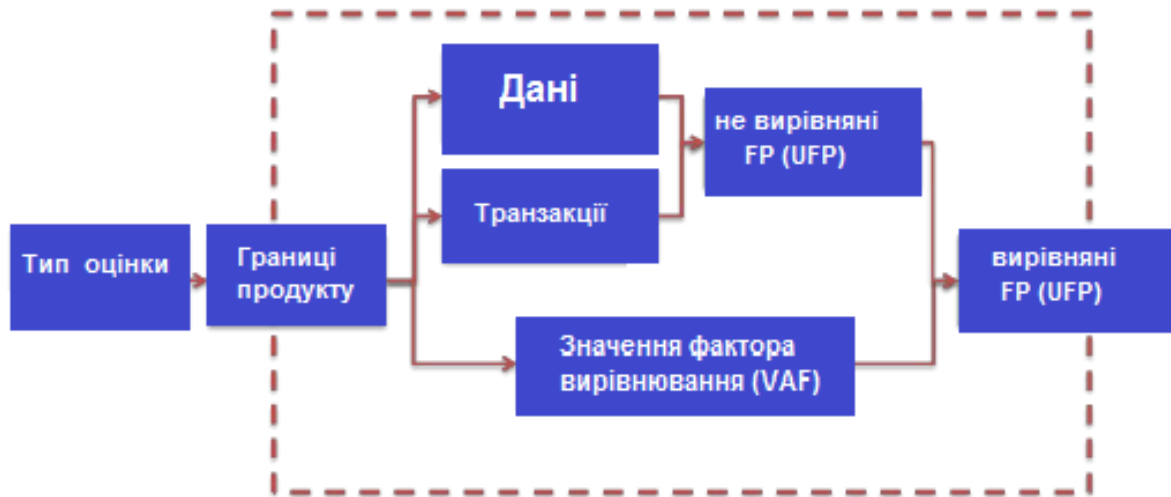 Дані
не вирівняні
FP (UFP)
Транзакції
Тип оцінки
Границі
продукту
вирівняні
FP (UFP)
Значення фактора
вирівнювання (VAF)